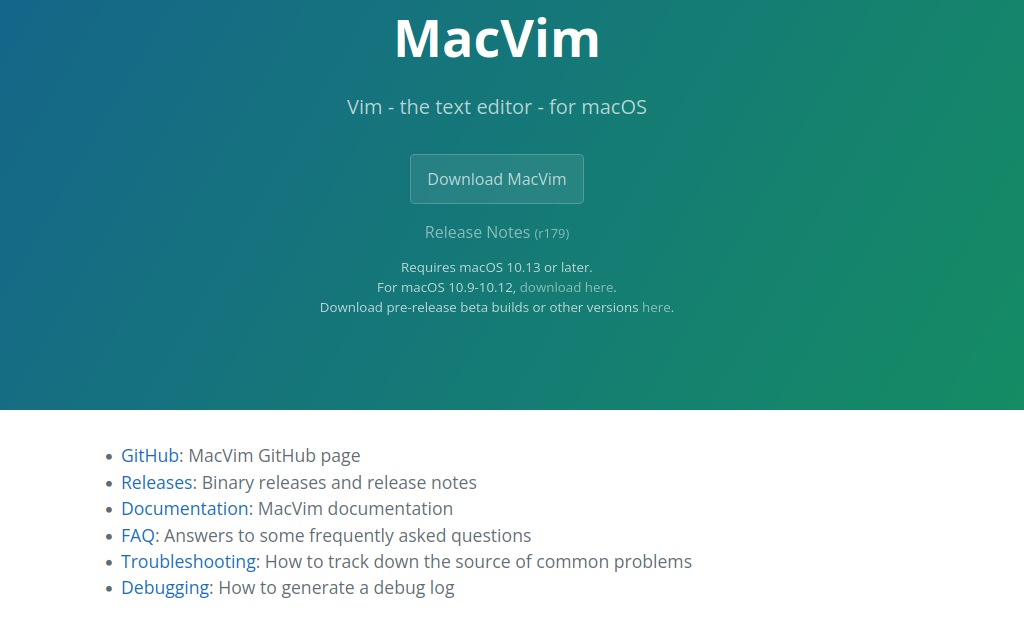 MacVim
Vim - the text editor - for macOS
Download MacVim
Release Notes (r179)
Requires macOS 10.13 or later.
For macOS 10.9-10.12, download here.
Download pre-release beta builds or other versions here.
GitHub: MacVim GitHub page
Releases: Binary releases and release notes
Documentation: MacVim documentation
FAQ: Answers to some frequently asked questions
Troubleshooting: How to track down the source of common problems
Debugging: How to generate a debug log